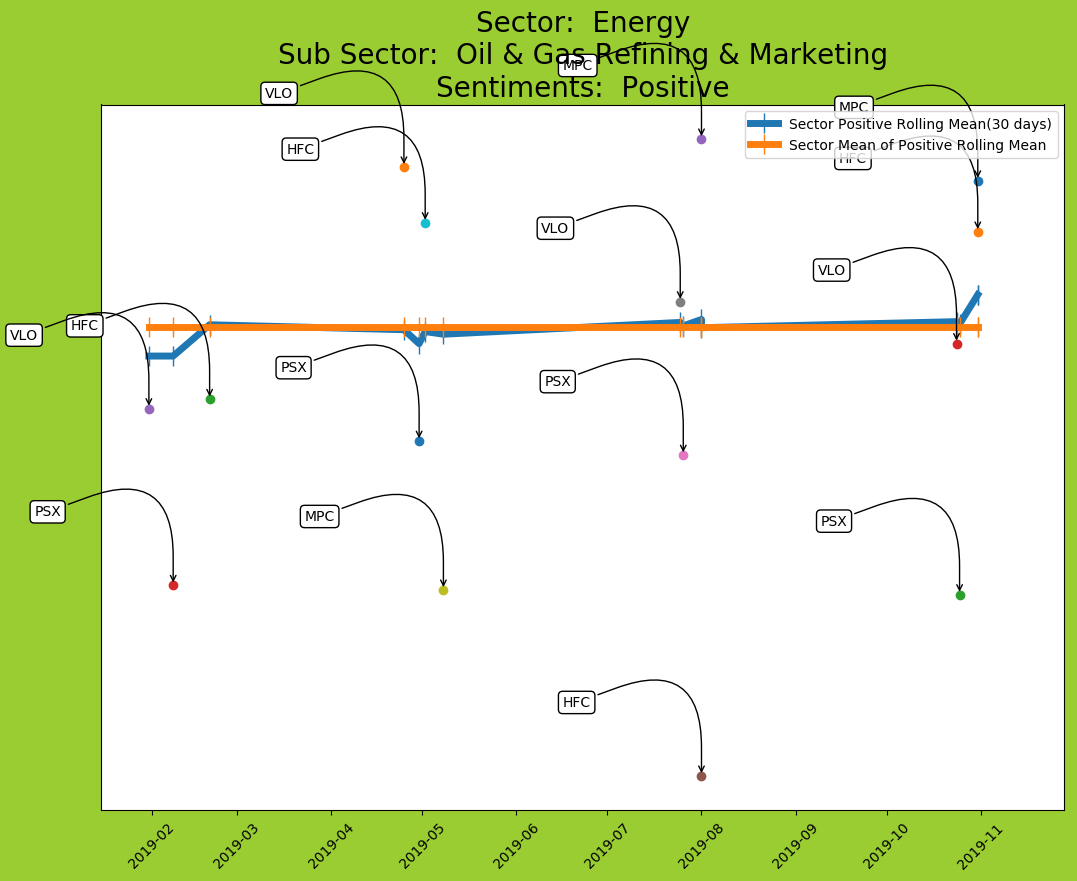 Sector:  Energy
Sub Sector:  Oil & Gas Refining & Marketing
Sentiments:  Positive
MPC
VLO
MPC
HFC
HFC
Sector Positive Rolling Mean(30 days)
Sector Mean of Positive Rolling Mean
VLO
VLO
VLO
HFC
PSX
PSX
PSX
MPC
PSX
HFC
2019-02
2019-03
2019-04
2019-05
2019-06
2019-07
2019-08
2019-09
2019-10
2019-11